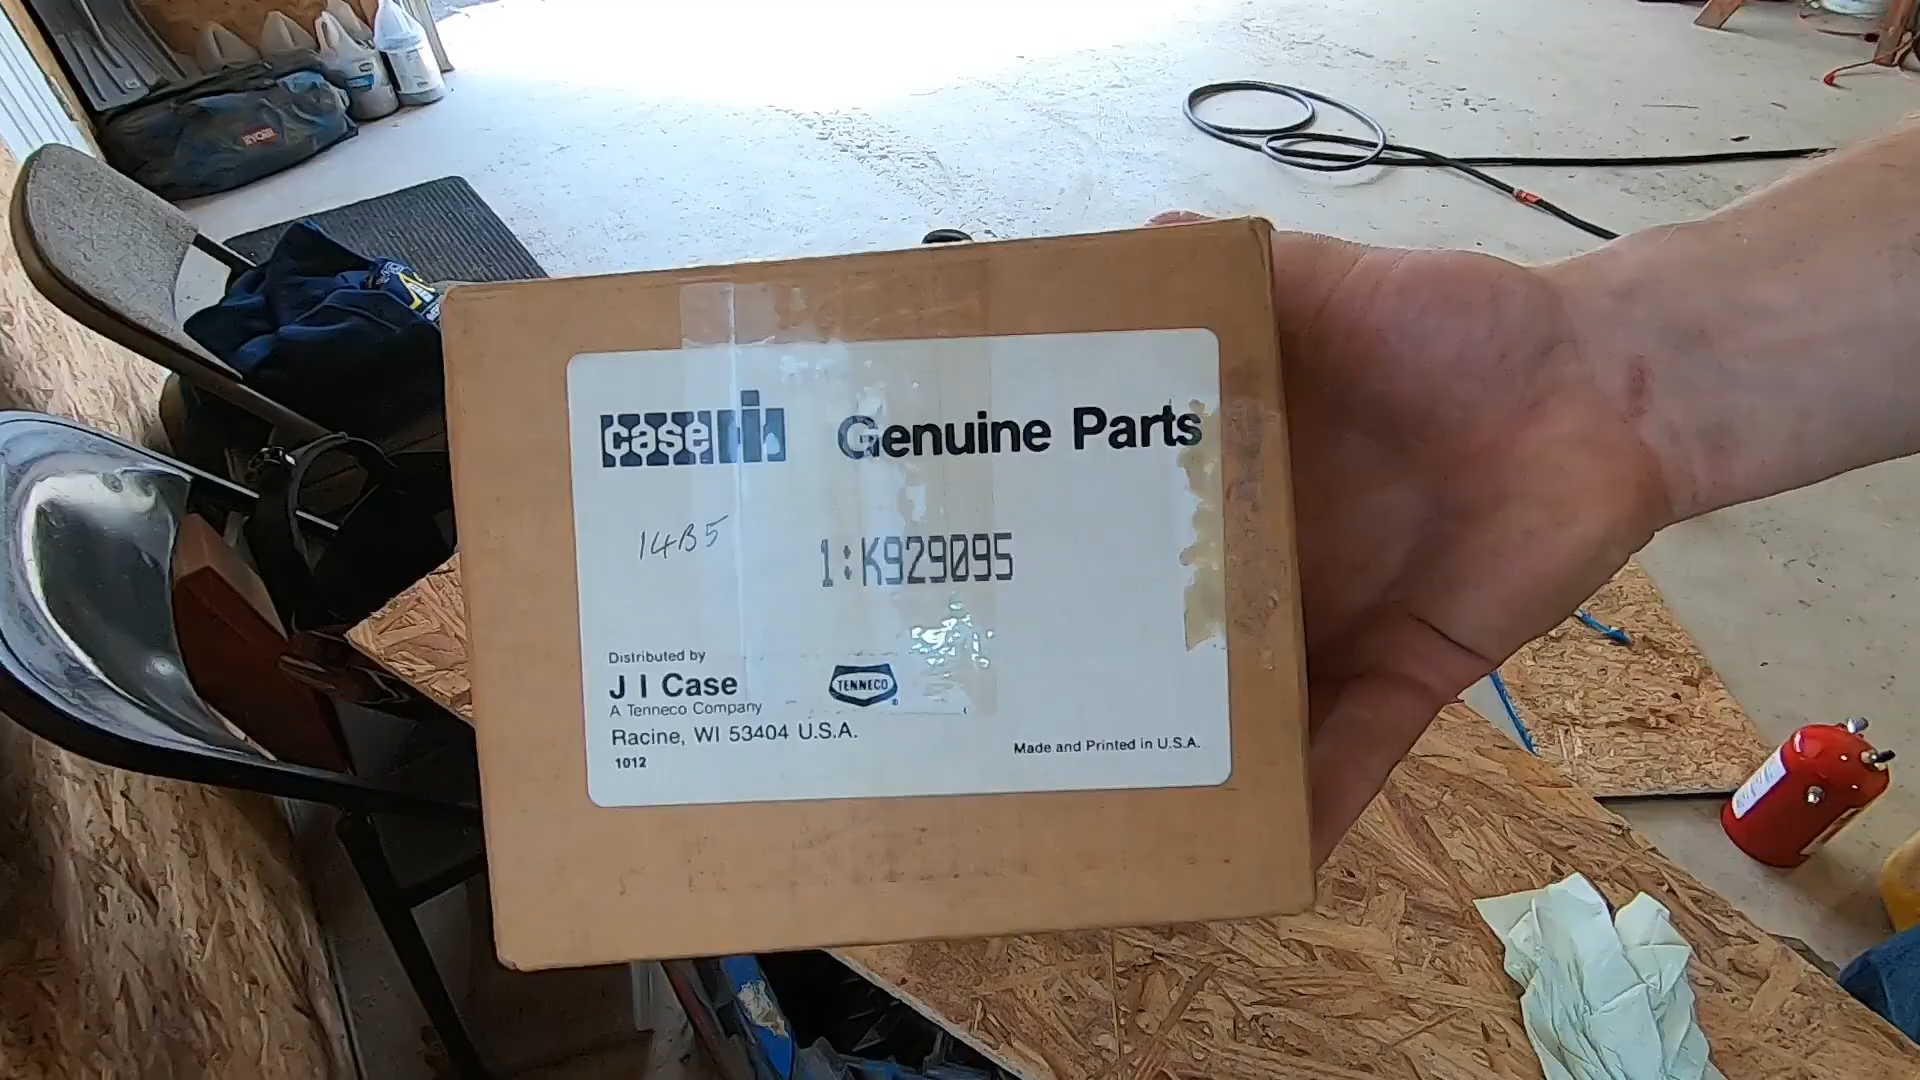 RYOBI
case IH Genuine Parts
14B5
1:K929095
Distributed by
J I Case
A Tenneco Company
TENNECO
Racine, WI 53404 U.S.A.
1012
Made and Printed in U.S.A.